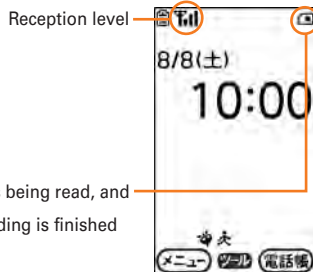 Reception level
8/8(土)
10:00
being read, and
ding is finished
メニュー ツール 電話帳